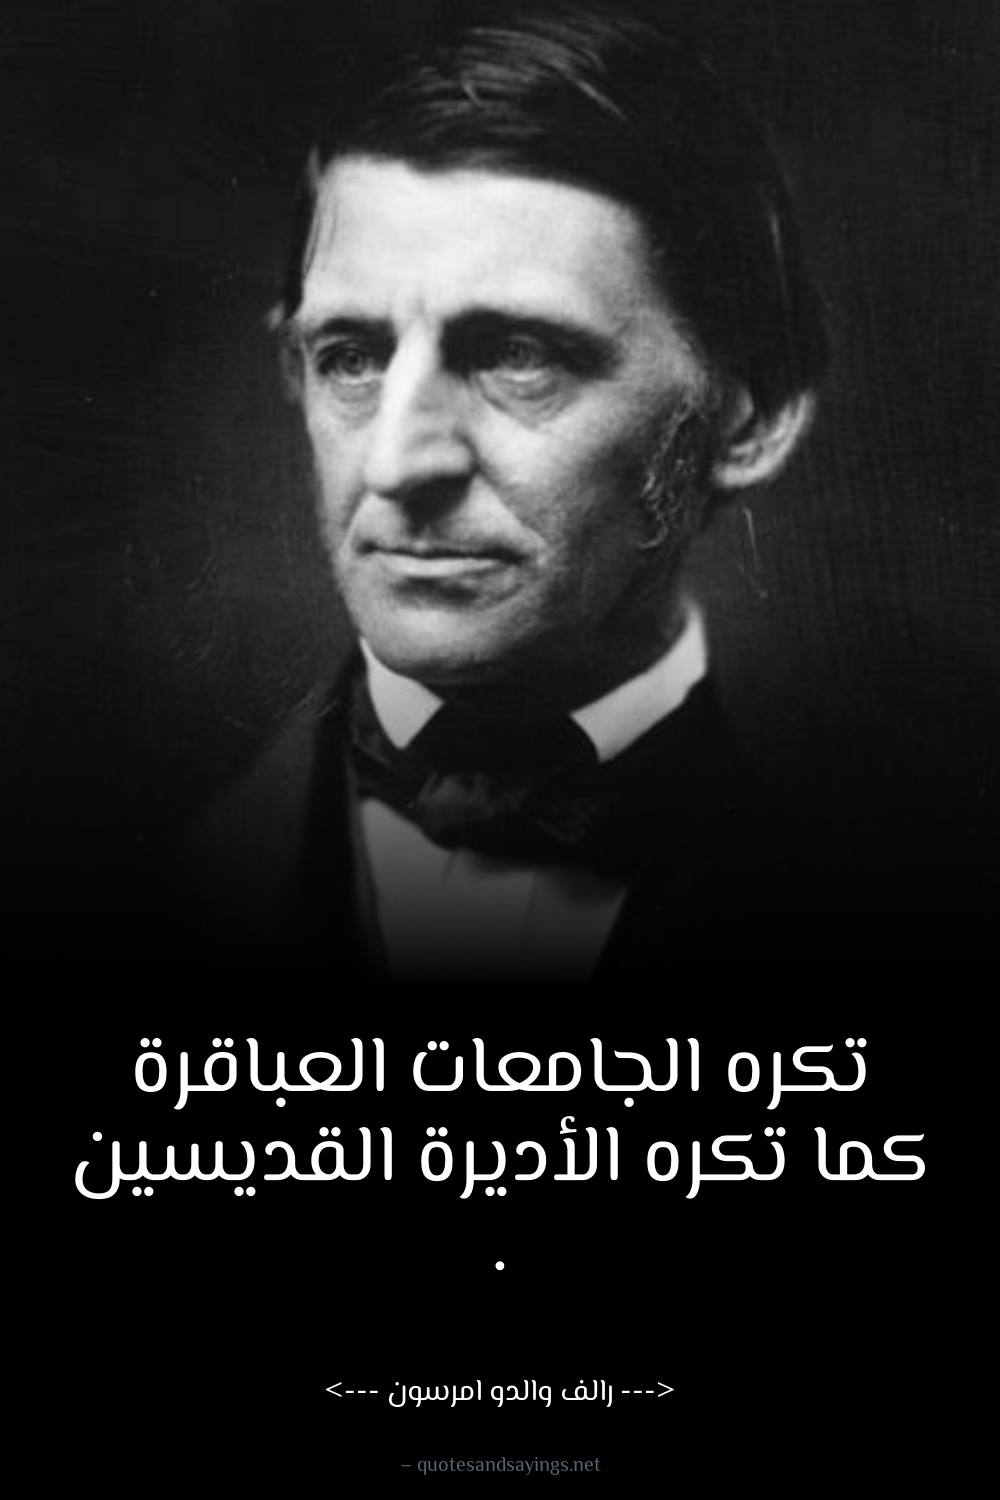 تكره الجامعات العباقرة
كما تكره الأديرة القديسين
.
<--- رالف والدو امرسون --->
– quotesandsayings.net